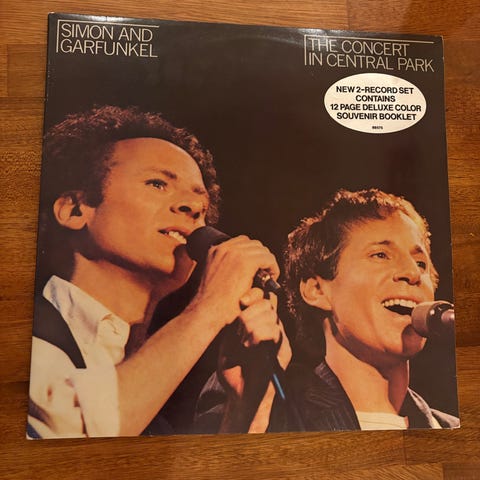 SIMON AND
GARFUNKEL
THE CONCERT
IN CENTRAL PARK
NEW 2-RECORD SET
CONTAINS
12 PAGE DELUXE COLOR
SOUVENIR BOOKLET